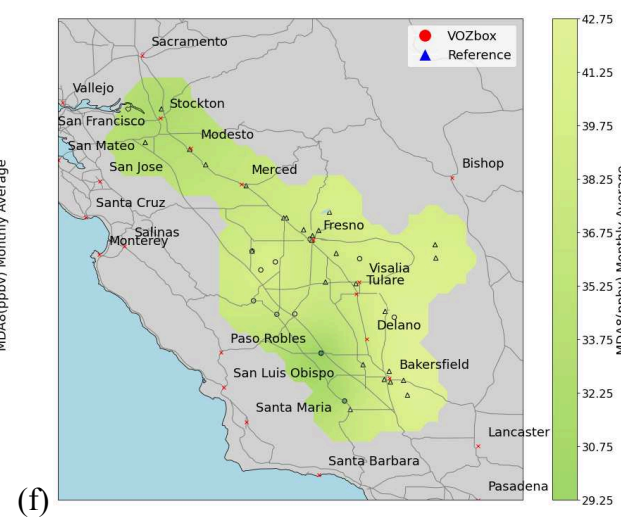 VOZbox
Reference
Sacramento
Vallejo
Stockton
San Francisco
Modesto
San Mateo
Merced
San Jose
Bishop
Santa Cruz
Salinas
Monterey
Fresno
Visalia
Tulare
Delano
Paso Robles
Bakersfield
San Luis Obispo
Santa Maria
Lancaster
Santa Barbara
Pasadena
(f)
MDA8(ppbv) Monthly Average
42.75
41.25
39.75
38.25
36.75
35.25
33.75
32.25
30.75
29.25
MDA8(ppbv) Monthly Average